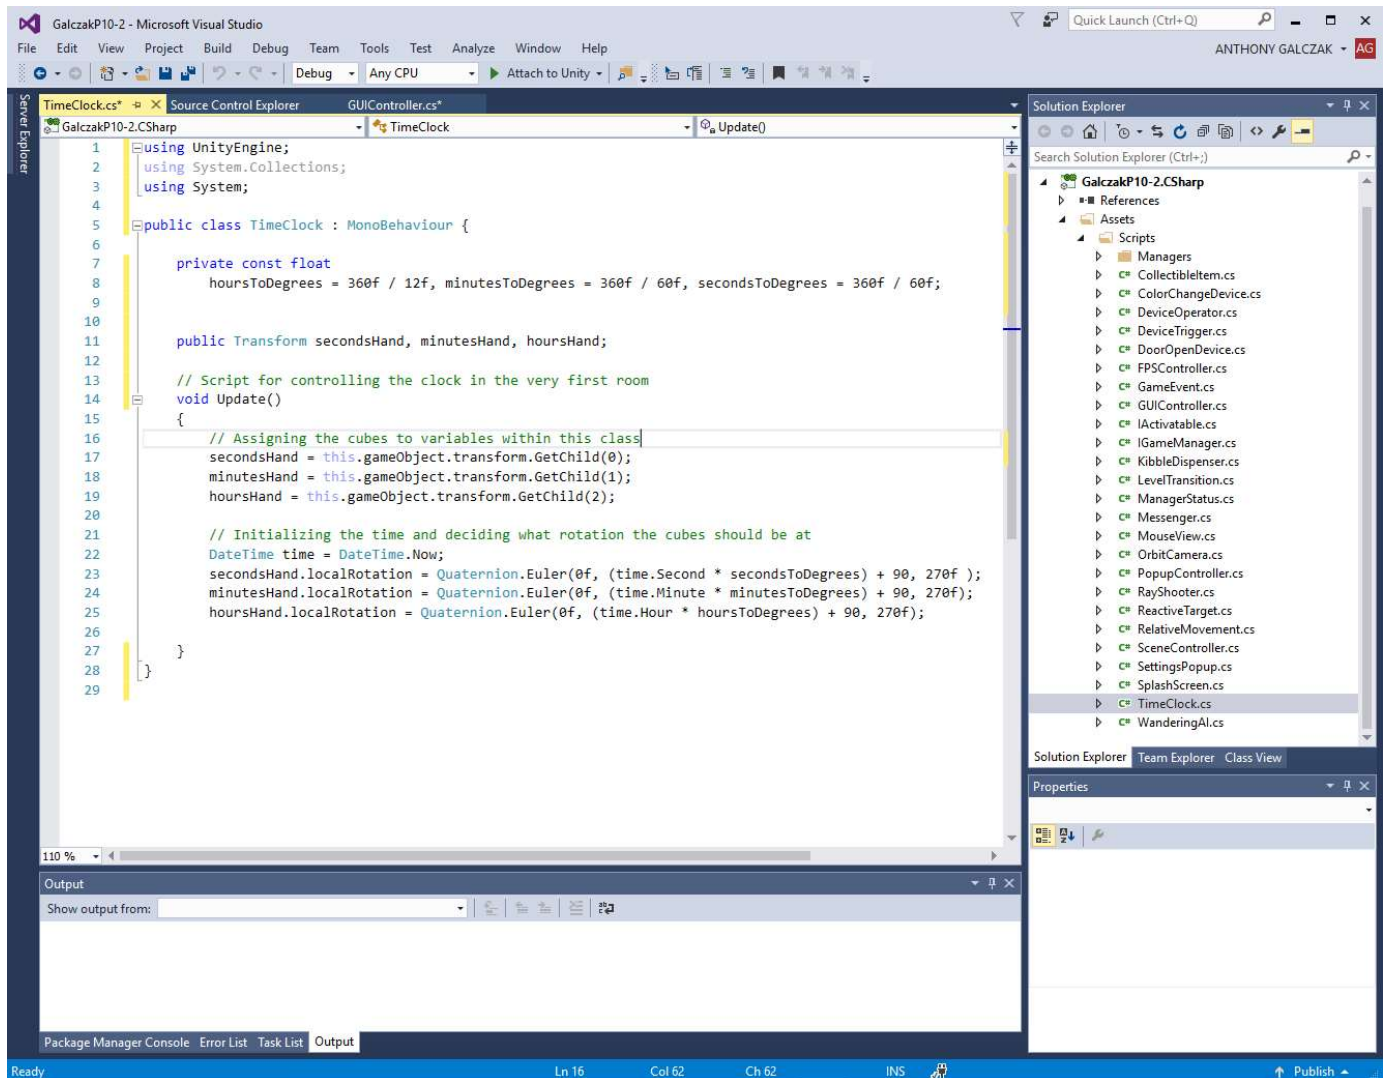 GalczakP10-2 - Microsoft Visual Studio
Quick Launch (Ctrl+Q)
File Edit View Project Build Debug Team Tools Test Analyze Window Help
ANTHONY GALCZAK AG
Debug Any CPU Attach to Unity
Server Explorer
TimeClock.cs* Source Control Explorer GUIController.cs*
GalczakP10-2.CSharp TimeClock Update()
1 using UnityEngine;
2 using System.Collections;
3 using System;
4
5 public class TimeClock : MonoBehaviour {
6
7 private const float
8 hoursToDegrees = 360f / 12f, minutesToDegrees = 360f / 60f, secondsToDegrees = 360f / 60f;
9
10
11 public Transform secondsHand, minutesHand, hoursHand;
12
13 // Script for controlling the clock in the very first room
14 void Update()
15 {
16 // Assigning the cubes to variables within this class
17 secondsHand = this.gameObject.transform.GetChild(0);
18 minutesHand = this.gameObject.transform.GetChild(1);
19 hoursHand = this.gameObject.transform.GetChild(2);
20
21 // Initializing the time and deciding what rotation the cubes should be at
22 DateTime time = DateTime.Now;
23 secondsHand.localRotation = Quaternion.Euler(0f, (time.Second * secondsToDegrees) + 90, 270f );
24 minutesHand.localRotation = Quaternion.Euler(0f, (time.Minute * minutesToDegrees) + 90, 270f);
25 hoursHand.localRotation = Quaternion.Euler(0f, (time.Hour * hoursToDegrees) + 90, 270f);
26
27 }
28 }
29
110 %
Solution Explorer
Search Solution Explorer (Ctrl+;)
GalczakP10-2.CSharp
References
Assets
Scripts
Managers
C# CollectibleItem.cs
C# ColorChangeDevice.cs
C# DeviceOperator.cs
C# DeviceTrigger.cs
C# DoorOpenDevice.cs
C# FPSController.cs
C# GameEvent.cs
C# GUIController.cs
C# IActivatable.cs
C# IGameManager.cs
C# KibbleDispenser.cs
C# LevelTransition.cs
C# ManagerStatus.cs
C# Messenger.cs
C# MouseView.cs
C# OrbitCamera.cs
C# PopupController.cs
C# RayShooter.cs
C# ReactiveTarget.cs
C# RelativeMovement.cs
C# SceneController.cs
C# SettingsPopup.cs
C# SplashScreen.cs
C# TimeClock.cs
C# WanderingAI.cs
Solution Explorer Team Explorer Class View
Properties
Output
Show output from:
Package Manager Console Error List Task List Output
Ready Ln 16 Col 62 Ch 62 INS Publish